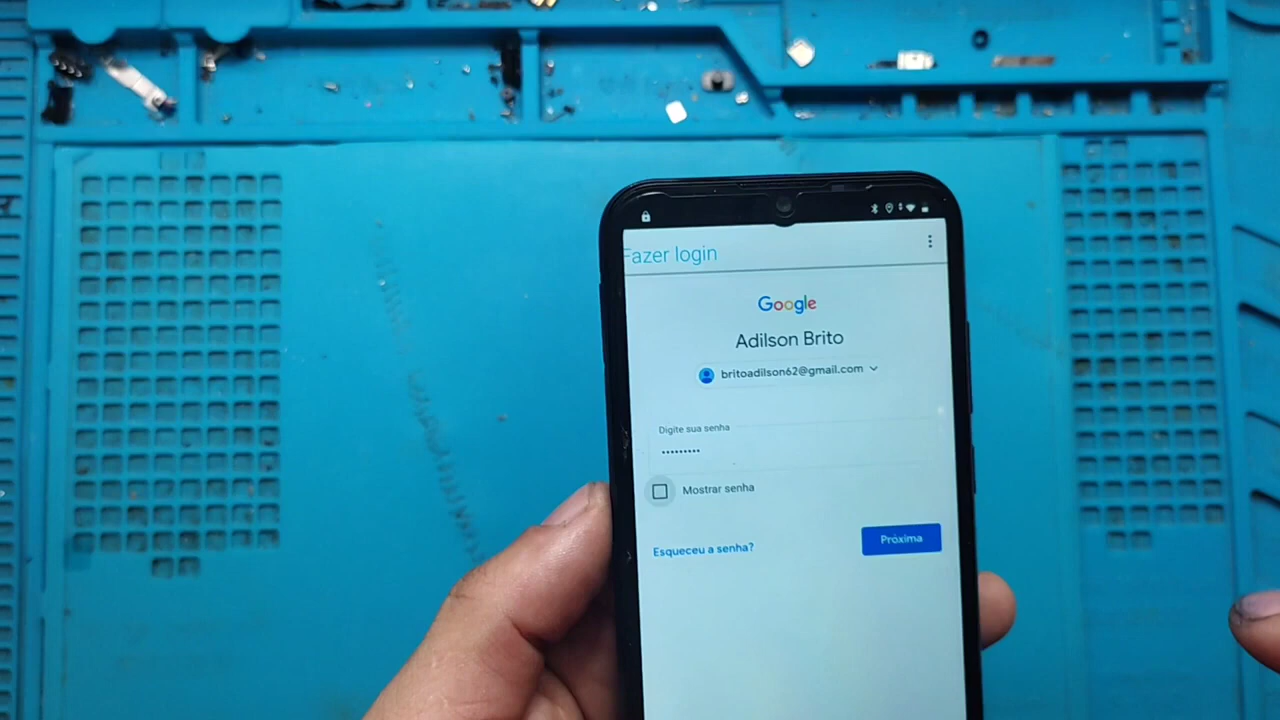 Fazer login
Google
Adilson Brito
britoadilson62@gmail.com
Digite sua senha
•••••••••
Mostrar senha
Esqueceu a senha?
Próxima